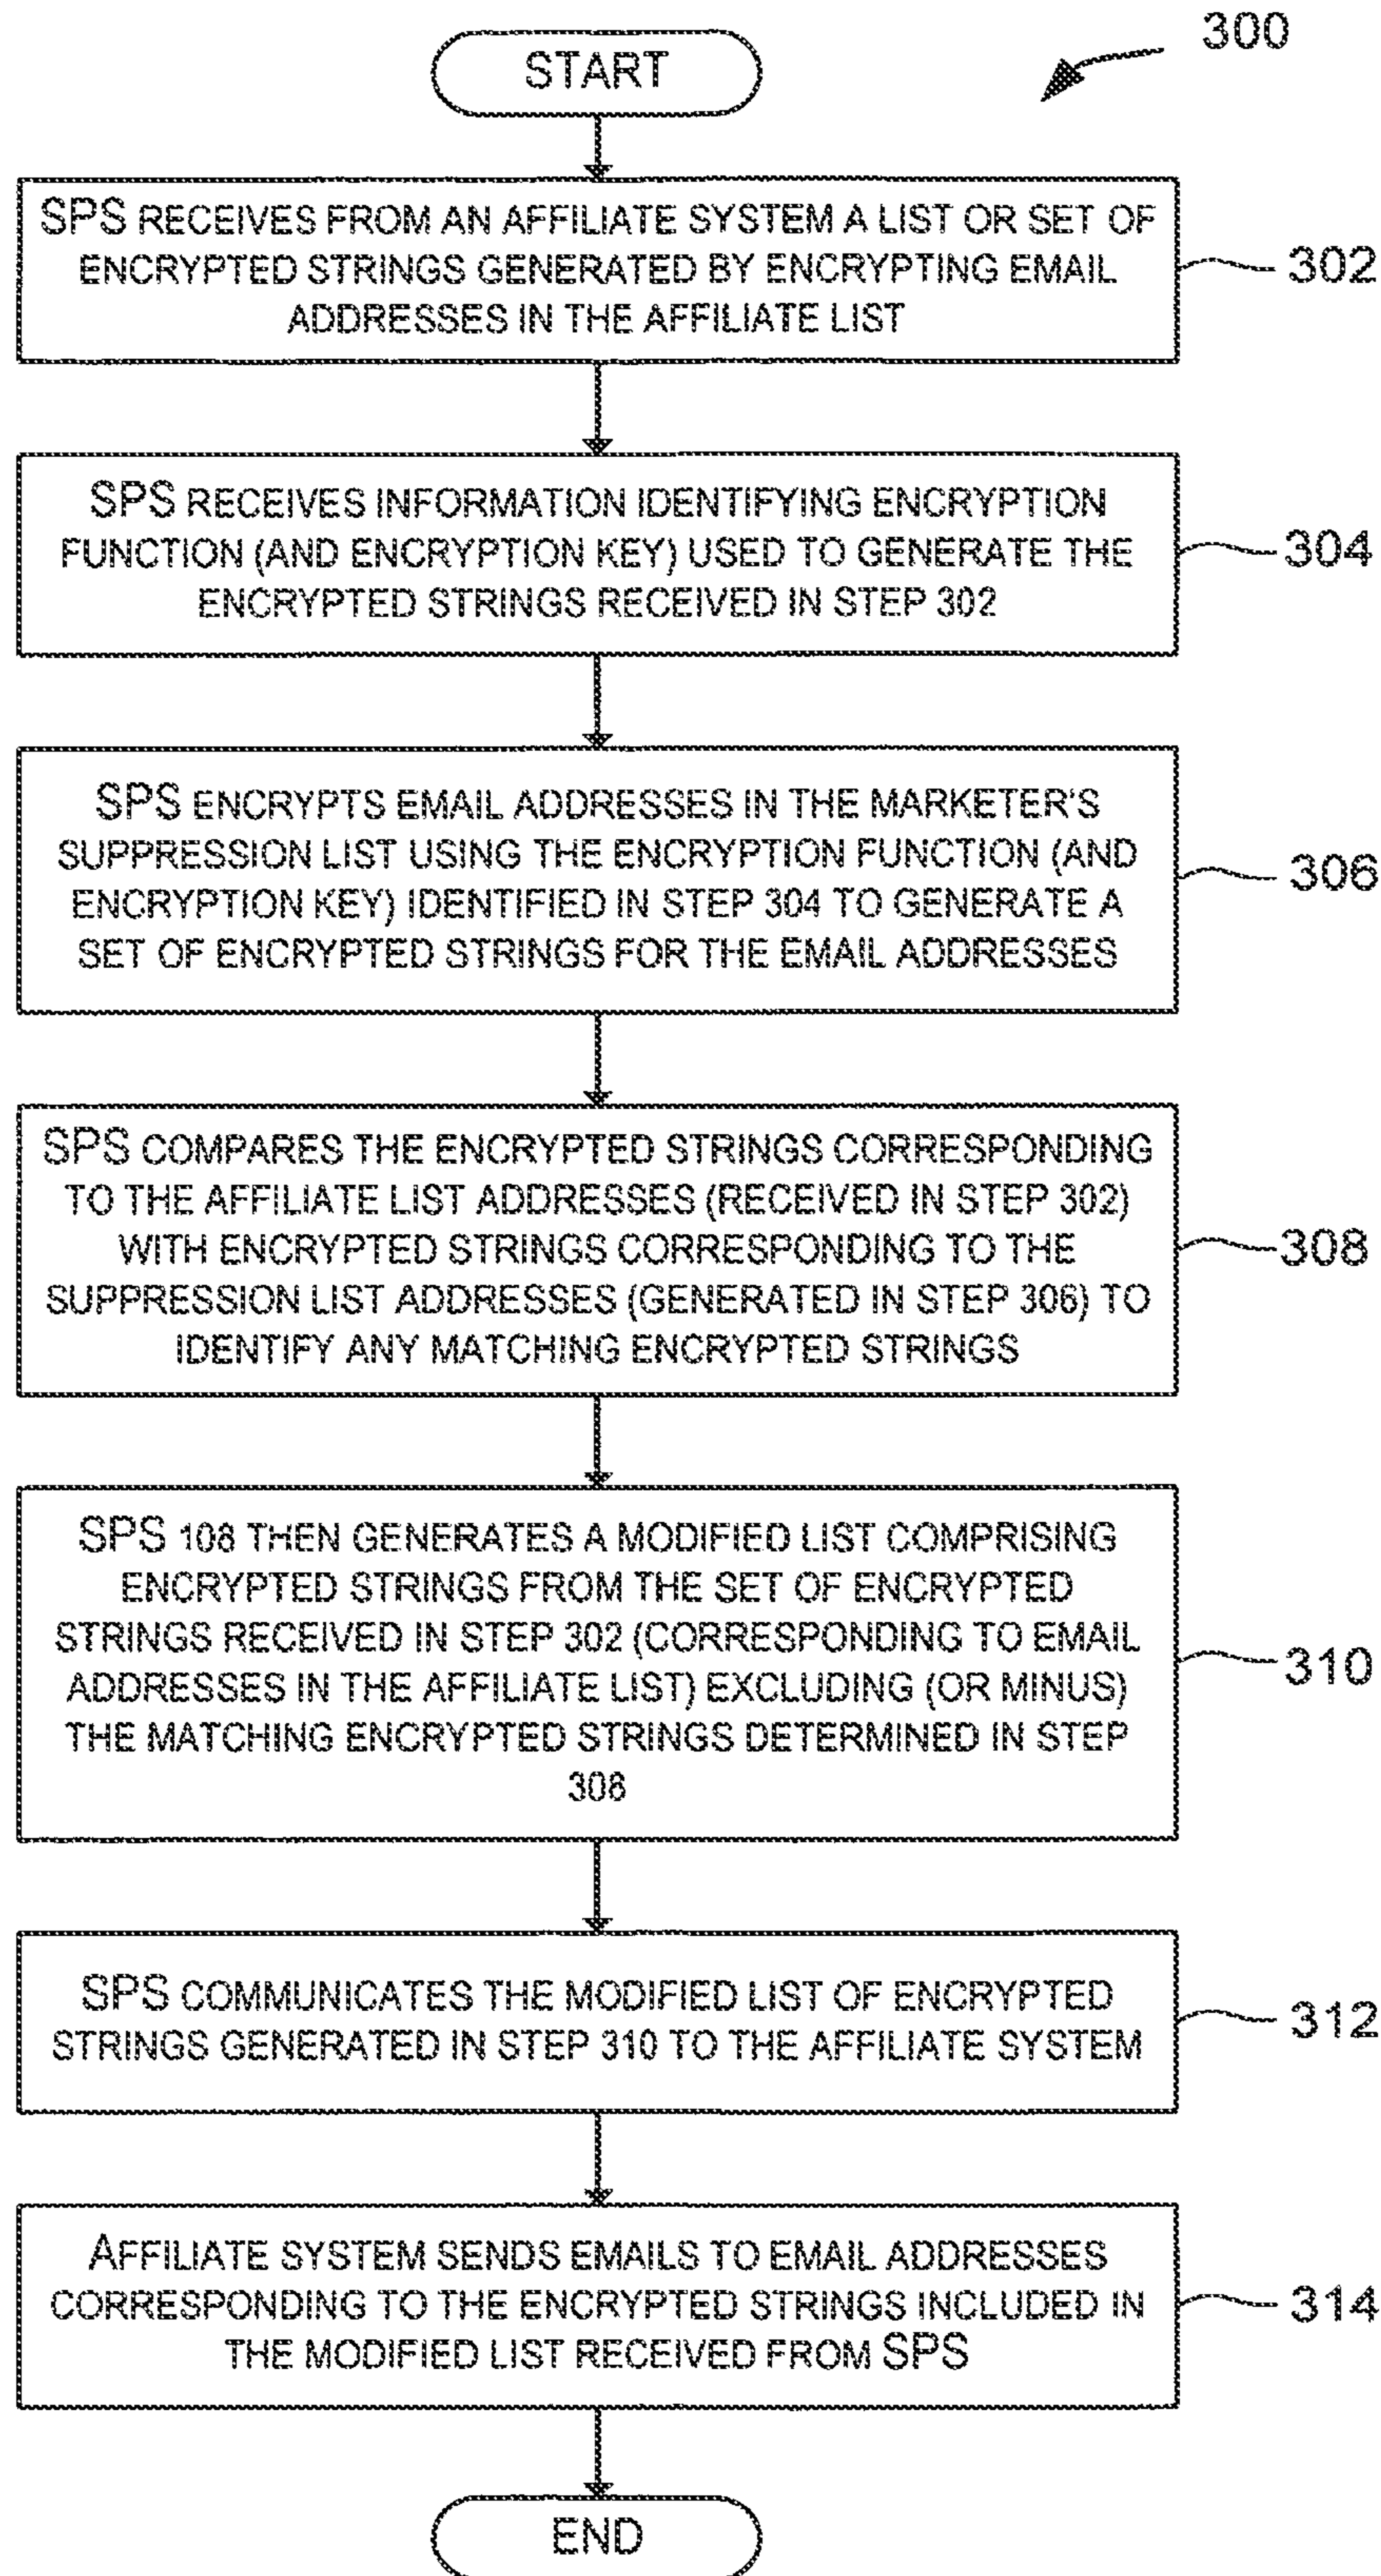 300
START
SPS RECEIVES FROM AN AFFILIATE SYSTEM A LIST OR SET OF
ENCRYPTED STRINGS GENERATED BY ENCRYPTING EMAIL
ADDRESSES IN THE AFFILIATE LIST
302
SPS RECEIVES INFORMATION IDENTIFYING ENCRYPTION
FUNCTION (AND ENCRYPTION KEY) USED TO GENERATE THE
ENCRYPTED STRINGS RECEIVED IN STEP 302
304
SPS ENCRYPTS EMAIL ADDRESSES IN THE MARKETER'S
SUPPRESSION LIST USING THE ENCRYPTION FUNCTION (AND
ENCRYPTION KEY) IDENTIFIED IN STEP 304 TO GENERATE A
SET OF ENCRYPTED STRINGS FOR THE EMAIL ADDRESSES
306
SPS COMPARES THE ENCRYPTED STRINGS CORRESPONDING
TO THE AFFILIATE LIST ADDRESSES (RECEIVED IN STEP 302)
WITH ENCRYPTED STRINGS CORRESPONDING TO THE
SUPPRESSION LIST ADDRESSES (GENERATED IN STEP 306) TO
IDENTIFY ANY MATCHING ENCRYPTED STRINGS
308
SPS 108 THEN GENERATES A MODIFIED LIST COMPRISING
ENCRYPTED STRINGS FROM THE SET OF ENCRYPTED
STRINGS RECEIVED IN STEP 302 (CORRESPONDING TO EMAIL
ADDRESSES IN THE AFFILIATE LIST) EXCLUDING (OR MINUS)
THE MATCHING ENCRYPTED STRINGS DETERMINED IN STEP
308
310
SPS COMMUNICATES THE MODIFIED LIST OF ENCRYPTED
STRINGS GENERATED IN STEP 310 TO THE AFFILIATE SYSTEM
312
AFFILIATE SYSTEM SENDS EMAILS TO EMAIL ADDRESSES
CORRESPONDING TO THE ENCRYPTED STRINGS INCLUDED IN
THE MODIFIED LIST RECEIVED FROM SPS
314
END